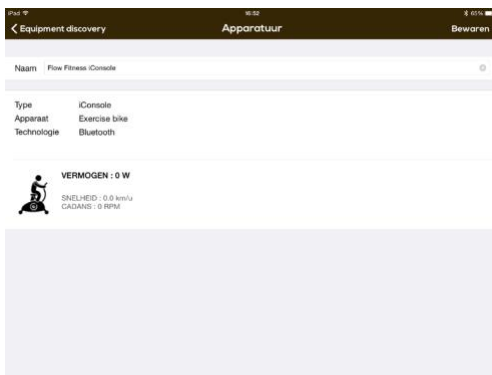 iPad 16:52 65%
Equipment discovery Apparatuur Bewaren
Naam Flow Fitness iConsole
Type iConsole
Apparaat Exercise bike
Technologie Bluetooth
VERMOGEN : 0 W
SNELHEID : 0.0 km/u
CADANS : 0 RPM